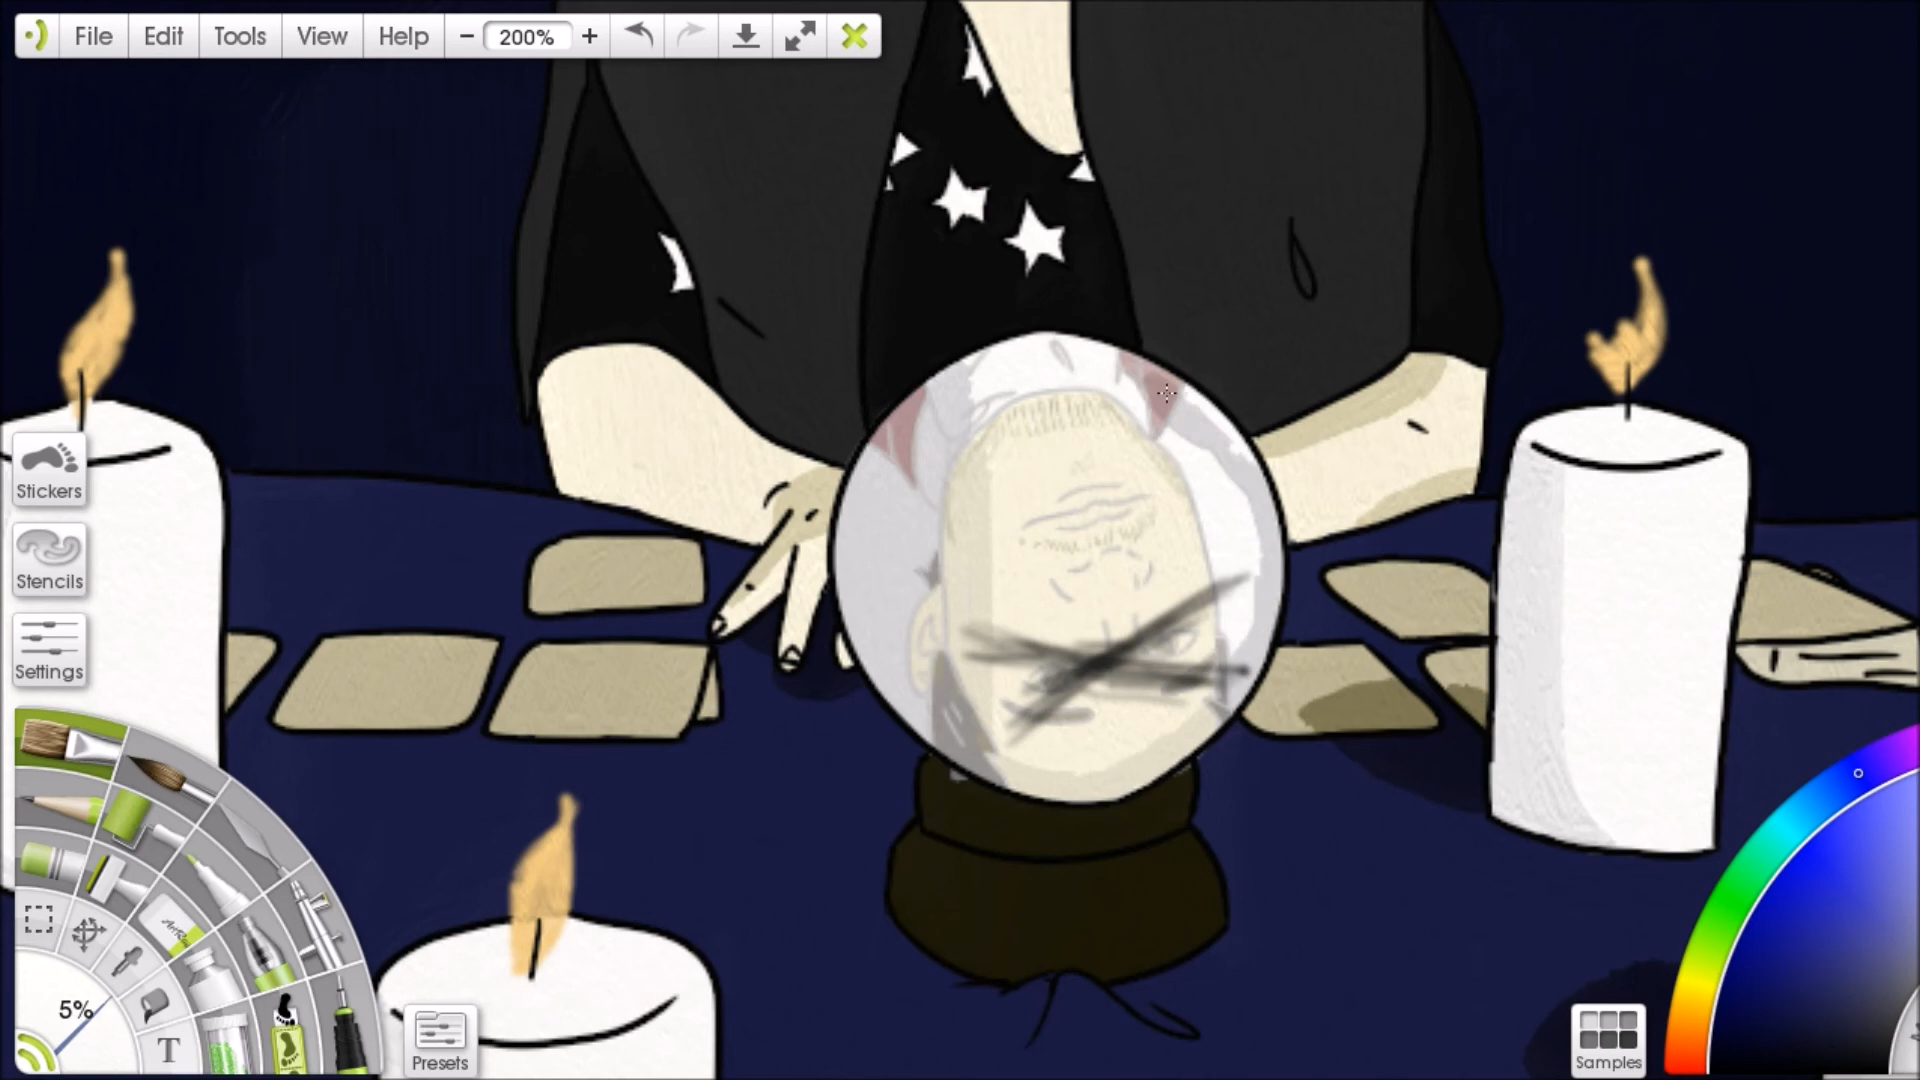 File Edit Tools View Help − 200% +
Stickers
Stencils
Settings
5%
T
Presets
Samples